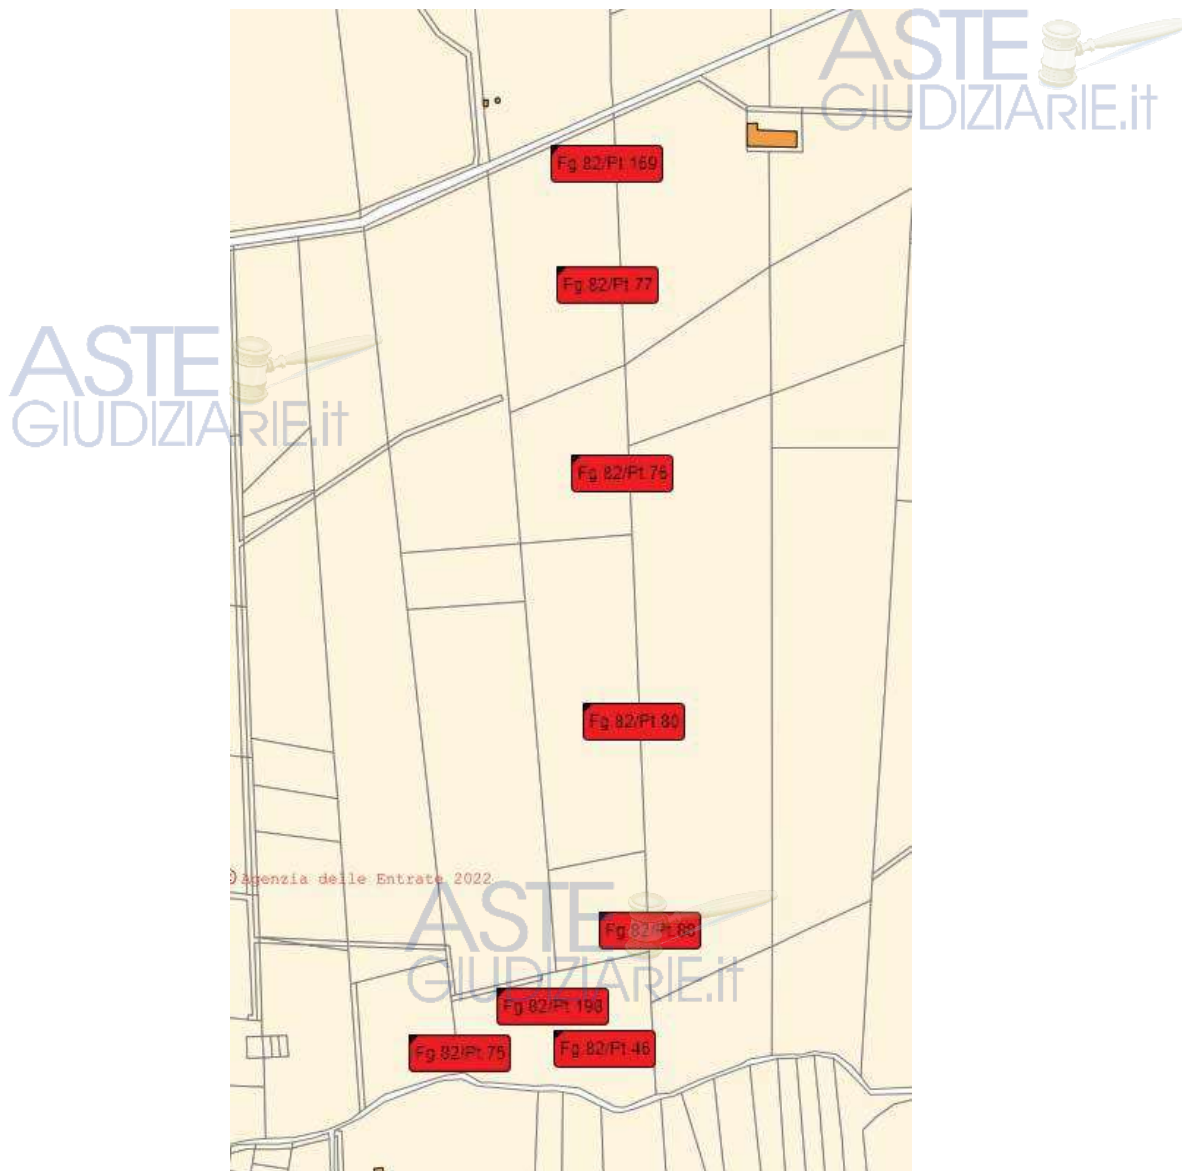 ASTE
GIUDIZIARIE.it
Fg 82/Pt 169
Fg 82/Pt 77
ASTE
GIUDIZIARIE.it
Fg 82/Pt 76
Fg 82/Pt 80
Agenzia delle Entrate 2022
ASTE
Fg 82/Pt 88
GIUDIZIARIE.it
Fg 82/Pt 198
Fg 82/Pt 75
Fg 82/Pt 46